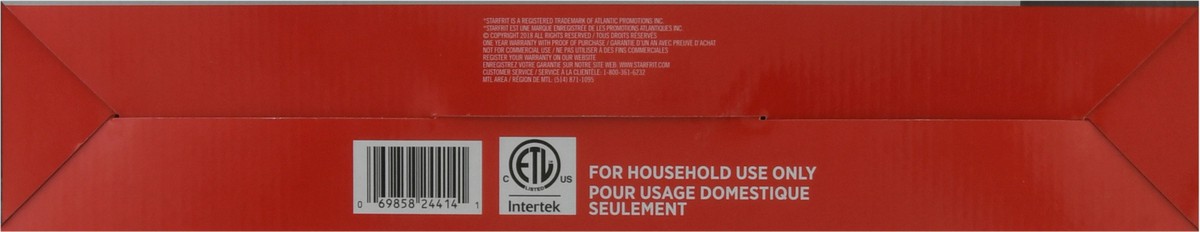 *STARFRIT IS A REGISTERED TRADEMARK OF ATLANTIC PROMOTIONS INC.
*STARFRIT EST UNE MARQUE ENREGISTRÉE DE LES PROMOTIONS ATLANTIQUES INC.
© COPYRIGHT 2018 ALL RIGHTS RESERVED / TOUS DROITS RÉSERVÉS
ONE YEAR WARRANTY WITH PROOF OF PURCHASE / GARANTIE D'UN AN AVEC PREUVE D'ACHAT
NOT FOR COMMERCIAL USE / NE PAS UTILISER À DES FINS COMMERCIALES
REGISTER YOUR WARRANTY ON OUR WEBSITE
ENREGISTREZ VOTRE GARANTIE SUR NOTRE SITE WEB: WWW.STARFRIT.COM
CUSTOMER SERVICE / SERVICE À LA CLIENTÈLE: 1-800-361-6232
MTL AREA / RÉGION DE MTL: (514) 871-1095
0 69858 24414 1
ETL
LISTED
C US
Intertek
FOR HOUSEHOLD USE ONLY
POUR USAGE DOMESTIQUE
SEULEMENT